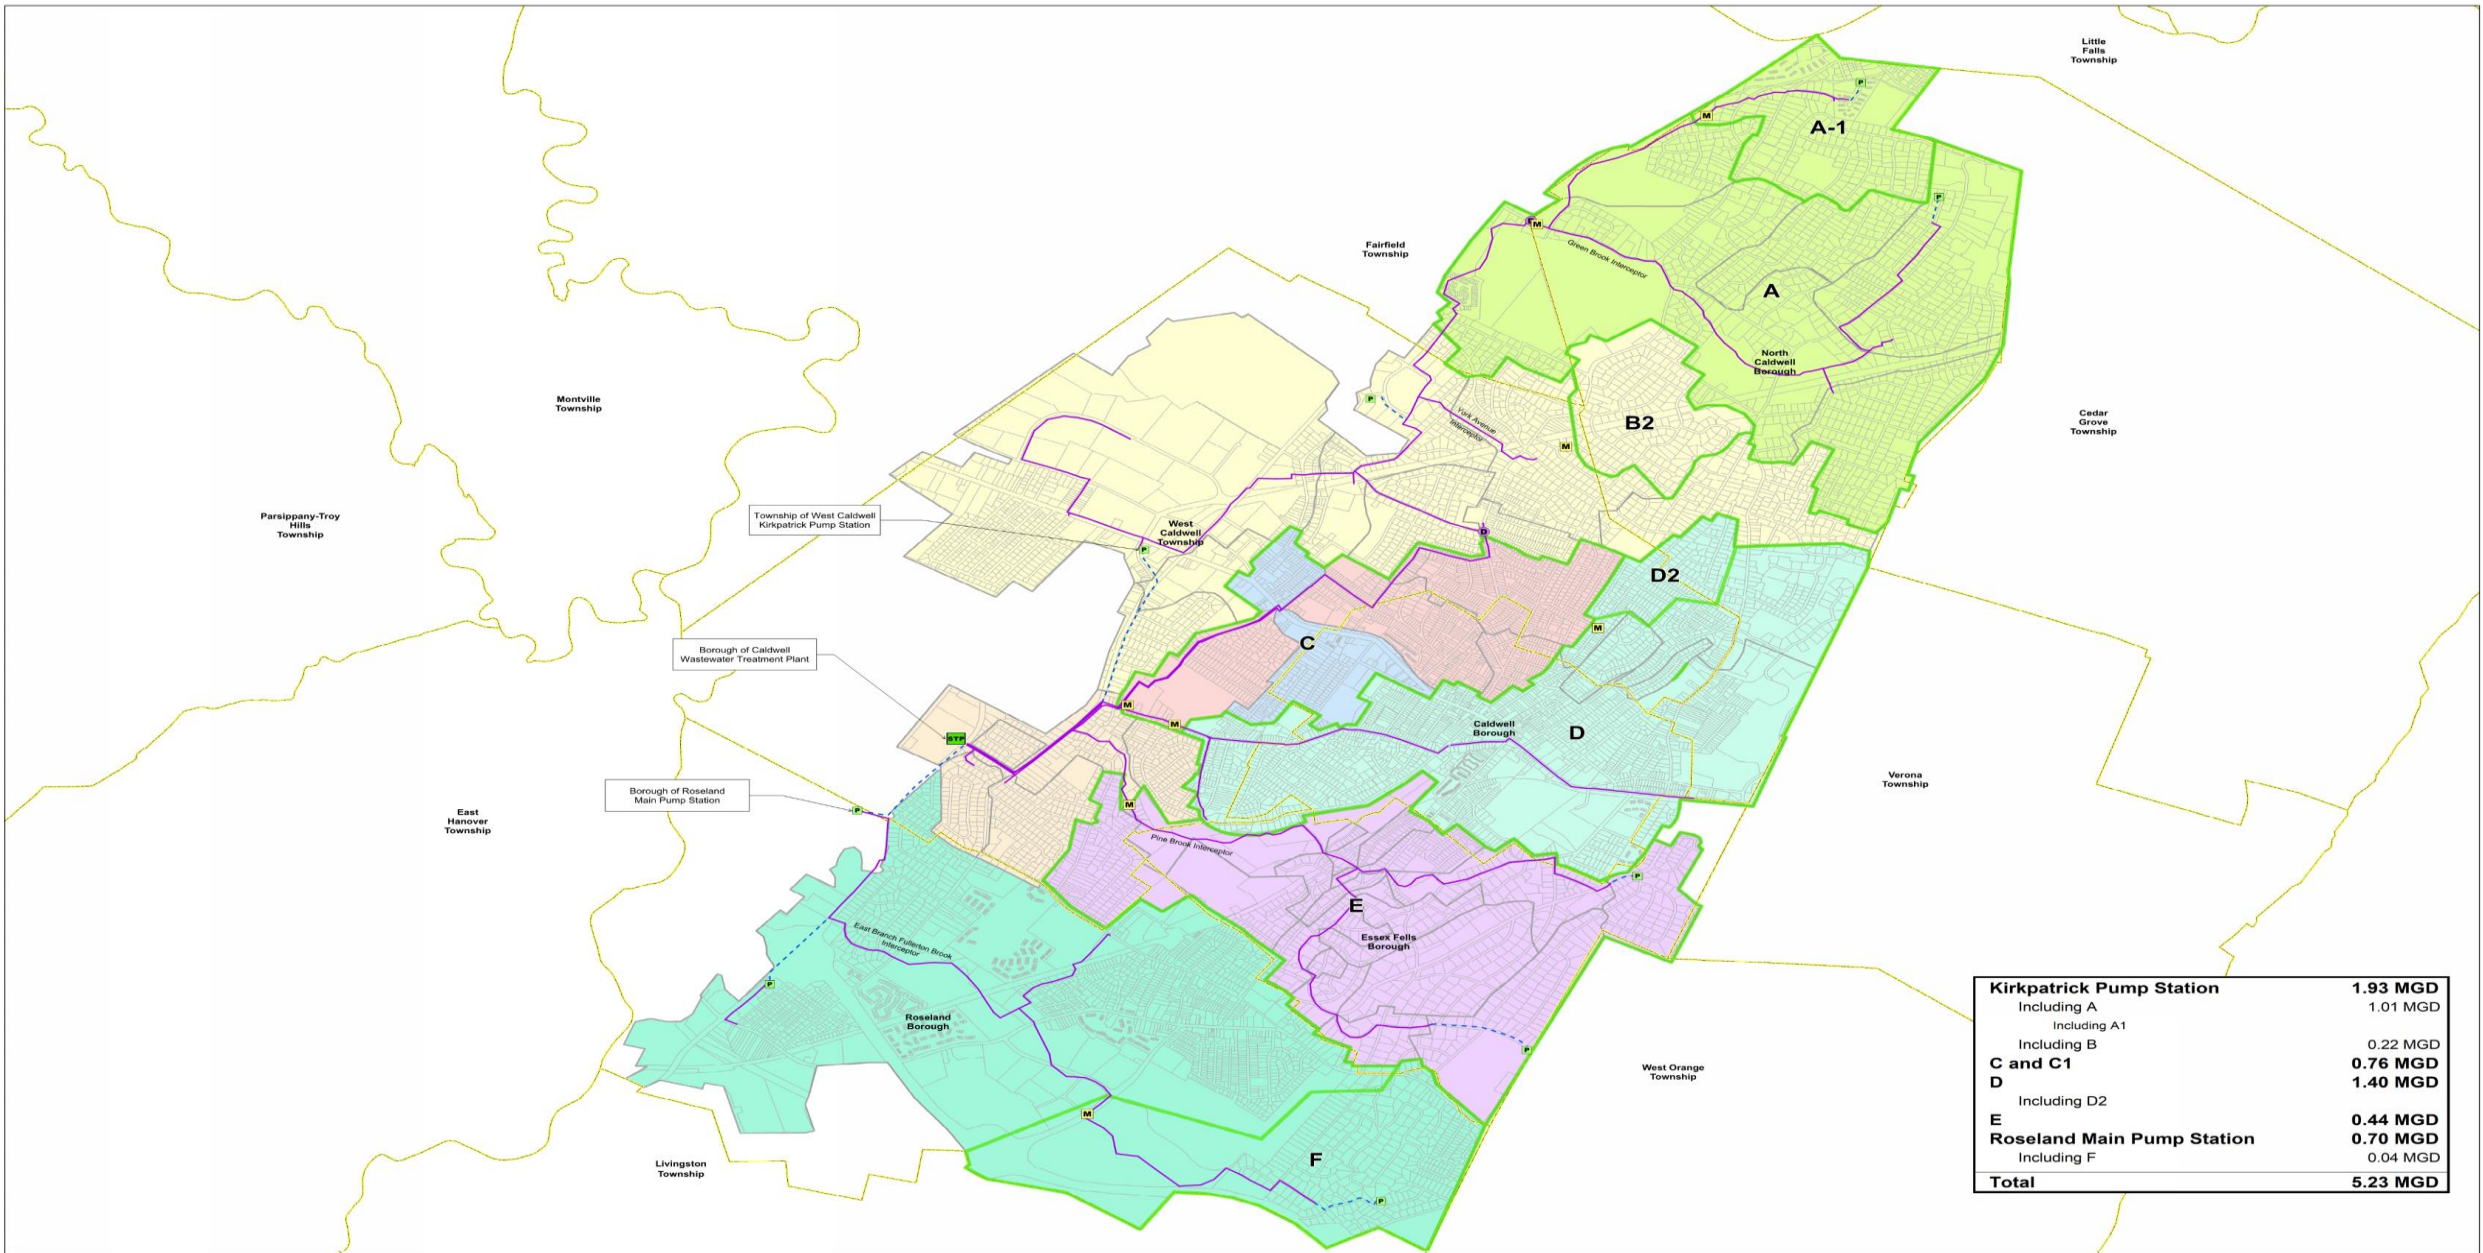 Little
Falls
Township
P
M
A-1
P
M
Fairfield
Township
Green Brook Interceptor
A
North
Caldwell
Borough
Montville
Township
P
York Avenue
Interceptor
B2
M
Cedar
Grove
Township
Parsippany-Troy
Hills
Township
Township of West Caldwell
Kirkpatrick Pump Station
West
Caldwell
Township
P
D
D2
M
C
Borough of Caldwell
Wastewater Treatment Plant
M
M
STP
Caldwell
Borough
D
Borough of Roseland
Main Pump Station
P
M
Verona
Township
East
Hanover
Township
Pine Brook Interceptor
P
E
Essex Fells
Borough
East Branch Fullerton Brook
Interceptor
P
Roseland
Borough
P
West Orange
Township
M
Livingston
Township
F
P
Kirkpatrick Pump Station 1.93 MGD
Including A 1.01 MGD
Including A1
Including B 0.22 MGD
C and C1 0.76 MGD
D 1.40 MGD
Including D2
E 0.44 MGD
Roseland Main Pump Station 0.70 MGD
Including F 0.04 MGD
Total 5.23 MGD